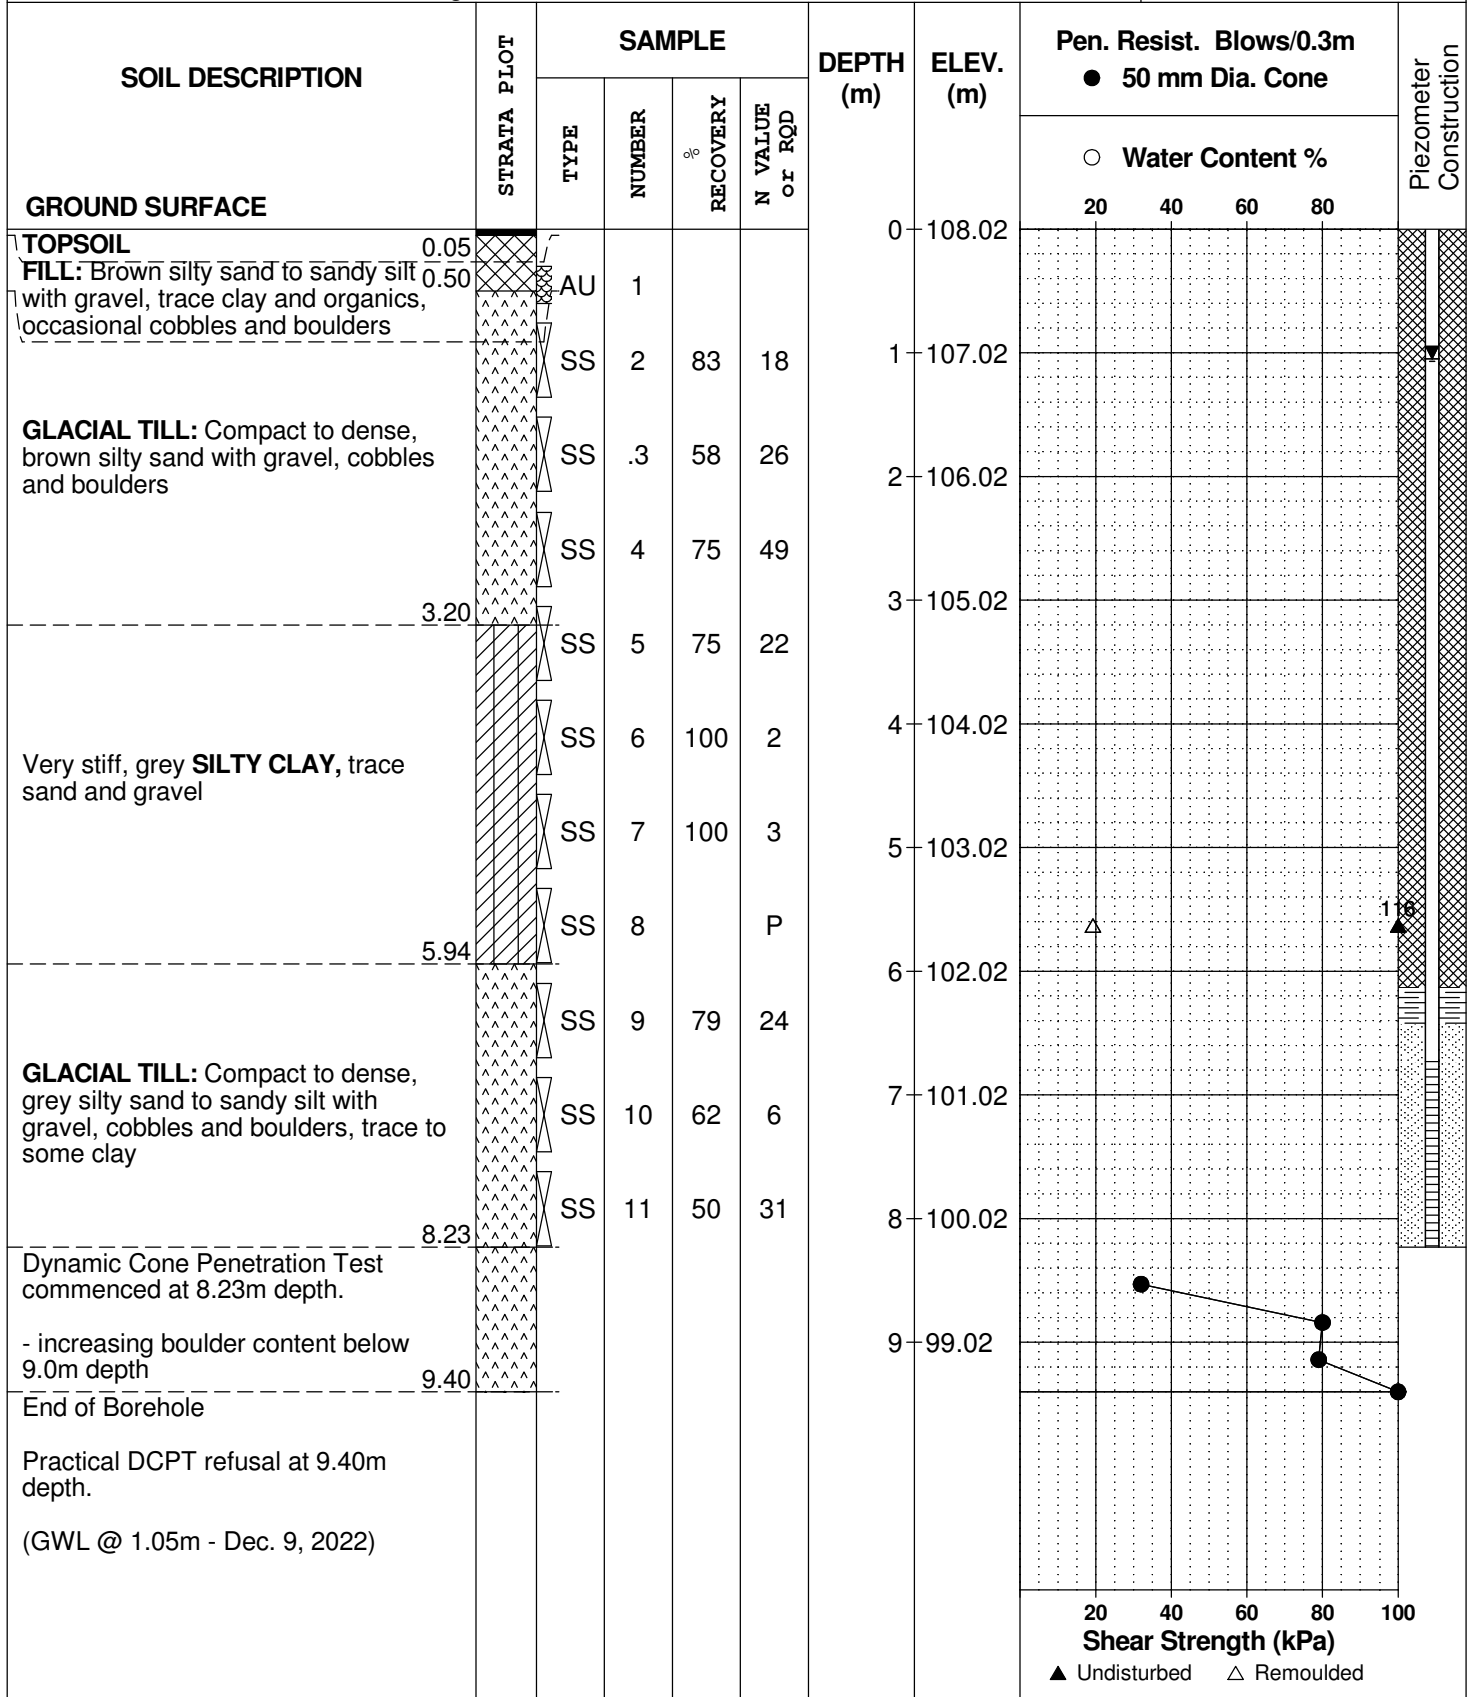 SOIL DESCRIPTION
GROUND SURFACE
STRATA PLOT
SAMPLE
TYPE
NUMBER
%
RECOVERY
N VALUE
or RQD
DEPTH
(m)
ELEV.
(m)
Pen. Resist. Blows/0.3m
● 50 mm Dia. Cone
○ Water Content %
20 40 60 80
Piezometer
Construction
0 108.02
TOPSOIL 0.05
FILL: Brown silty sand to sandy silt 0.50
with gravel, trace clay and organics,
occasional cobbles and boulders
AU 1
SS 2 83 18
1 107.02
GLACIAL TILL: Compact to dense,
brown silty sand with gravel, cobbles
and boulders
SS .3 58 26
2 106.02
SS 4 75 49
3 105.02
3.20
SS 5 75 22
4 104.02
SS 6 100 2
Very stiff, grey SILTY CLAY, trace
sand and gravel
SS 7 100 3
5 103.02
116
SS 8 P
5.94
6 102.02
SS 9 79 24
GLACIAL TILL: Compact to dense,
grey silty sand to sandy silt with
gravel, cobbles and boulders, trace to
some clay
7 101.02
SS 10 62 6
SS 11 50 31
8 100.02
8.23
Dynamic Cone Penetration Test
commenced at 8.23m depth.
- increasing boulder content below
9.0m depth
9 99.02
9.40
End of Borehole
Practical DCPT refusal at 9.40m
depth.
(GWL @ 1.05m - Dec. 9, 2022)
20 40 60 80 100
Shear Strength (kPa)
▲ Undisturbed △ Remoulded